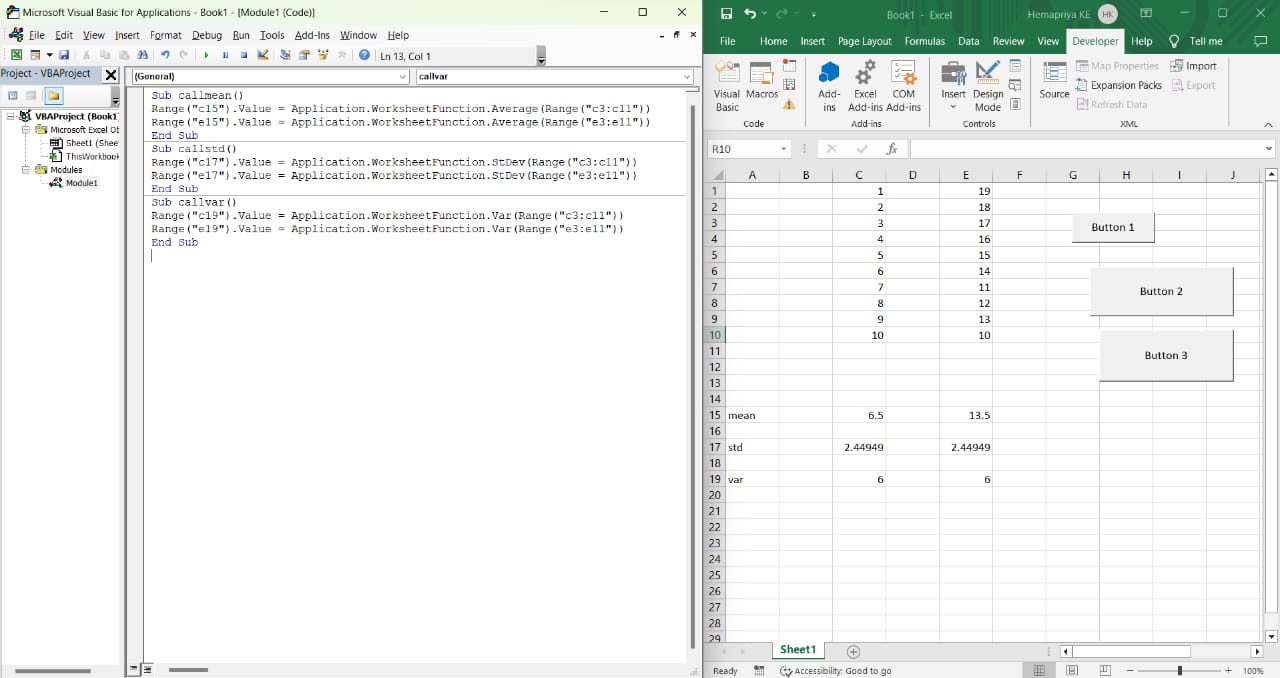 Microsoft Visual Basic for Applications - Book1 - [Module1 (Code)]
File Edit View Insert Format Debug Run Tools Add-Ins Window Help
Ln 13, Col 1
Project - VBAProject
(General)
callvar
VBAProject (Book1
Microsoft Excel Ob
Sheet1 (Shee
ThisWorkbook
Modules
Module1
Sub callmean()
Range("c15").Value = Application.WorksheetFunction.Average(Range("c3:c11"))
Range("e15").Value = Application.WorksheetFunction.Average(Range("e3:e11"))
End Sub
Sub callstd()
Range("c17").Value = Application.WorksheetFunction.StDev(Range("c3:c11"))
Range("e17").Value = Application.WorksheetFunction.StDev(Range("e3:e11"))
End Sub
Sub callvar()
Range("c19").Value = Application.WorksheetFunction.Var(Range("c3:c11"))
Range("e19").Value = Application.WorksheetFunction.Var(Range("e3:e11"))
End Sub
Book1 - Excel
Hemapriya KE HK
File Home Insert Page Layout Formulas Data Review View Developer Help Tell me
Visual Basic
Macros
Code
Add-ins
Excel Add-ins
COM Add-ins
Add-ins
Insert
Design Mode
Controls
Source
Map Properties
Expansion Packs
Refresh Data
Import
Export
XML
R10
fx
A B C D E F G H I J
1 1 19
2 2 18
3 3 17 Button 1
4 4 16
5 5 15
6 6 14
7 7 11 Button 2
8 8 12
9 9 13
10 10 10
11 Button 3
12
13
14
15 mean 6.5 13.5
16
17 std 2.44949 2.44949
18
19 var 6 6
20
21
22
23
24
25
26
27
28
29
Sheet1
Ready
Accessibility: Good to go
100%